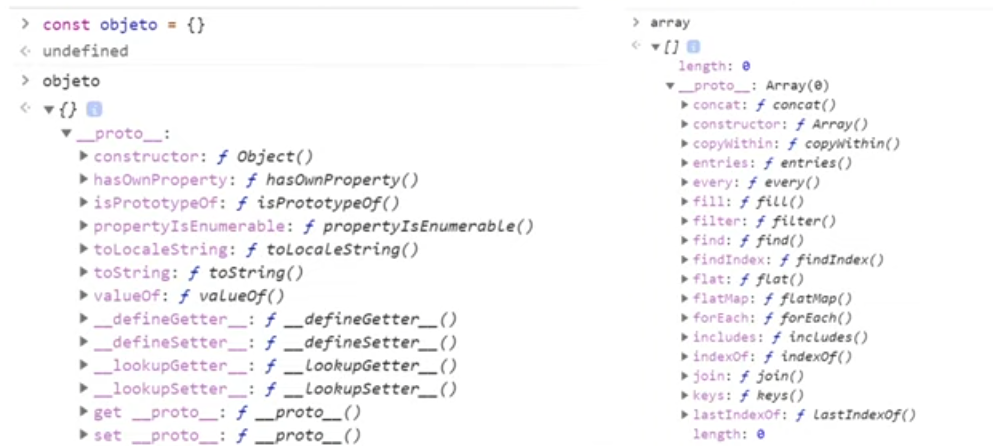 > const objeto = {}
<· undefined
> objeto
<· ▼{} i
▼__proto__:
▶constructor: ƒ Object()
▶hasOwnProperty: ƒ hasOwnProperty()
▶isPrototypeOf: ƒ isPrototypeOf()
▶propertyIsEnumerable: ƒ propertyIsEnumerable()
▶toLocaleString: ƒ toLocaleString()
▶toString: ƒ toString()
▶valueOf: ƒ valueOf()
▶__defineGetter__: ƒ __defineGetter__()
▶__defineSetter__: ƒ __defineSetter__()
▶__lookupGetter__: ƒ __lookupGetter__()
▶__lookupSetter__: ƒ __lookupSetter__()
▶get __proto__: ƒ __proto__()
▶set __proto__: ƒ __proto__()
> array
<· ▼[] i
length: 0
▼__proto__: Array(0)
▶concat: ƒ concat()
▶constructor: ƒ Array()
▶copyWithin: ƒ copyWithin()
▶entries: ƒ entries()
▶every: ƒ every()
▶fill: ƒ fill()
▶filter: ƒ filter()
▶find: ƒ find()
▶findIndex: ƒ findIndex()
▶flat: ƒ flat()
▶flatMap: ƒ flatMap()
▶forEach: ƒ forEach()
▶includes: ƒ includes()
▶indexOf: ƒ indexOf()
▶join: ƒ join()
▶keys: ƒ keys()
▶lastIndexOf: ƒ lastIndexOf()
length: 0